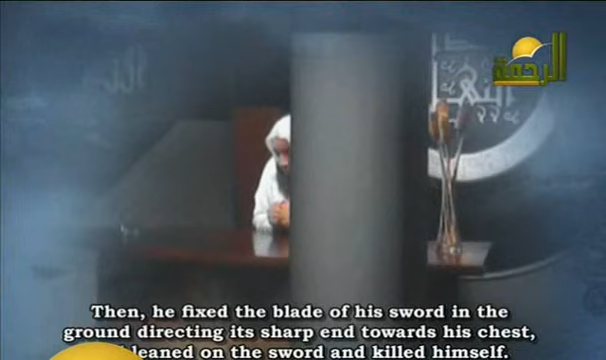 الرحمة
Then, he fixed the blade of his sword in the
ground directing its sharp end towards his chest,
leaned on the sword and killed himself.